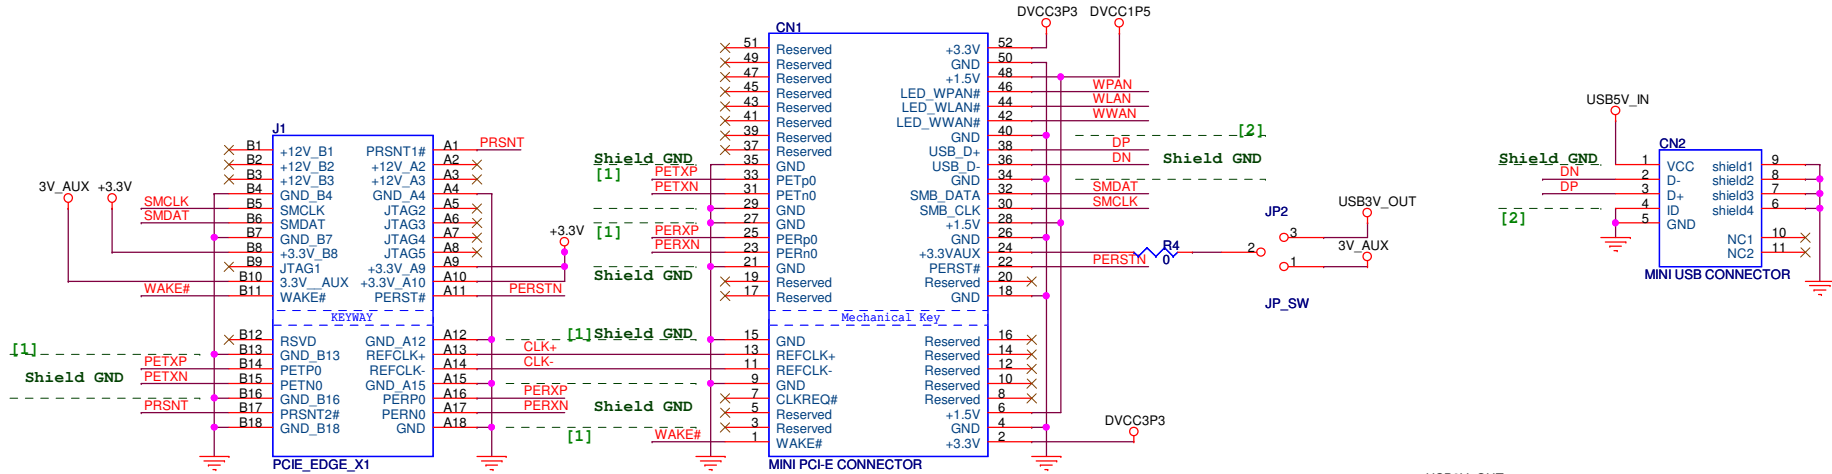 DVCC3P3 DVCC1P5
CN1
51 Reserved +3.3V 52
49 Reserved GND 50
47 Reserved +1.5V 48
45 Reserved LED_WPAN# 46 WPAN
43 Reserved LED_WLAN# 44 WLAN
41 Reserved LED_WWAN# 42 WWAN
39 Reserved GND 40 [2]
37 Reserved USB_D+ 38 DP
Shield GND 35 GND USB_D- 36 DN Shield GND
[1] PETXP 33 PETp0 GND 34
PETXN 31 PETn0 SMB_DATA 32 SMDAT
29 GND SMB_CLK 30 SMCLK
27 GND +1.5V 28
[1] PERXP 25 PERp0 GND 26
PERXN 23 PERn0 +3.3VAUX 24 R4 0
Shield GND 21 GND PERST# 22 PERSTN
19 Reserved Reserved 20
17 Reserved GND 18
Mechanical Key
[1] Shield GND 15 GND Reserved 16
CLK+ 13 REFCLK+ Reserved 14
CLK- 11 REFCLK- Reserved 12
9 GND Reserved 10
7 CLKREQ# Reserved 8
Shield GND 5 Reserved +1.5V 6
[1] 3 Reserved GND 4
WAKE# 1 WAKE# +3.3V 2 DVCC3P3
MINI PCI-E CONNECTOR
J1
B1 +12V_B1 PRSNT1# A1 PRSNT
B2 +12V_B2 +12V_A2 A2
B3 +12V_B3 +12V_A3 A3
3V_AUX +3.3V B4 GND_B4 GND_A4 A4
SMCLK B5 SMCLK JTAG2 A5
SMDAT B6 SMDAT JTAG3 A6
B7 GND_B7 JTAG4 A7 +3.3V
B8 +3.3V_B8 JTAG5 A8
B9 JTAG1 +3.3V_A9 A9
B10 3.3V__AUX +3.3V_A10 A10
WAKE# B11 WAKE# PERST# A11 PERSTN
KEYWAY
B12 RSVD GND_A12 A12
[1] B13 GND_B13 REFCLK+ A13
PETXP B14 PETP0 REFCLK- A14
Shield GND PETXN B15 PETN0 GND_A15 A15
B16 GND_B16 PERP0 A16 PERXP
PRSNT B17 PRSNT2# PERN0 A17 PERXN
B18 GND_B18 GND A18
PCIE_EDGE_X1
JP2 USB3V_OUT
3
2 3V_AUX
1
JP_SW
USB5V_IN
CN2
Shield GND 1 VCC shield1 9
DN 2 D- shield2 8
DP 3 D+ shield3 7
[2] 4 ID shield4 6
5 GND
NC1 10
NC2 11
MINI USB CONNECTOR